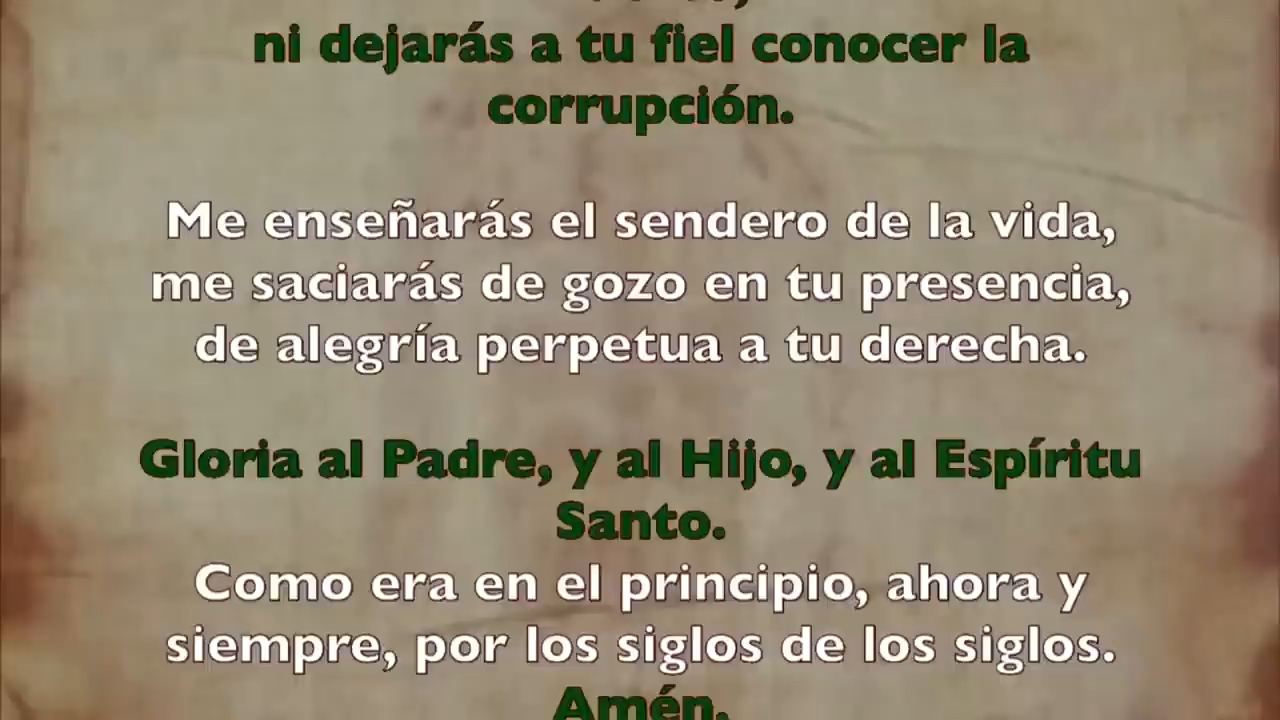 ni dejarás a tu fiel conocer la
corrupción.
Me enseñarás el sendero de la vida,
me saciarás de gozo en tu presencia,
de alegría perpetua a tu derecha.
Gloria al Padre, y al Hijo, y al Espíritu
Santo.
Como era en el principio, ahora y
siempre, por los siglos de los siglos.
Amén.